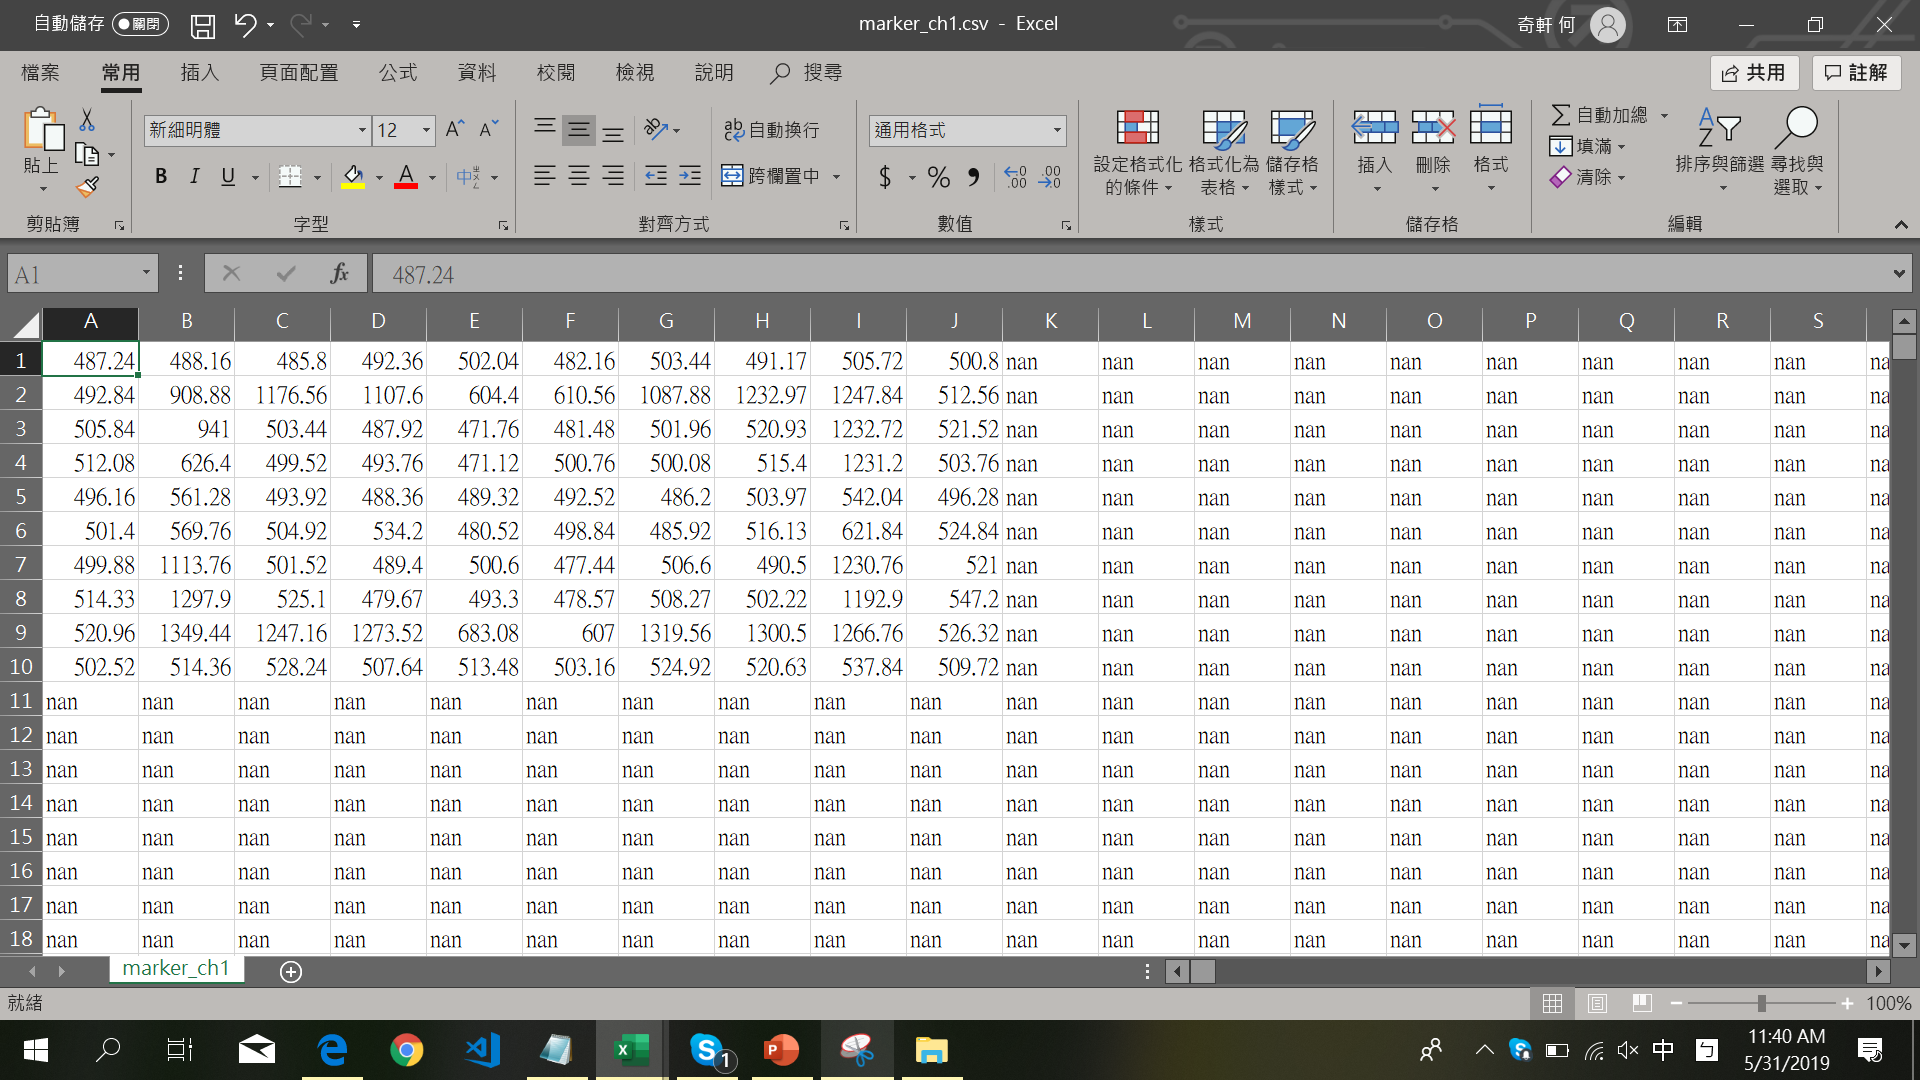 自動儲存 關閉 marker_ch1.csv - Excel 奇軒 何
檔案 常用 插入 頁面配置 公式 資料 校閱 檢視 說明 搜尋 共用 註解
貼上 新細明體 12 A A ab 自動換行 通用格式 設定格式化的條件 格式化為表格 儲存格樣式 插入 刪除 格式 自動加總 填滿 清除 排序與篩選 尋找與選取
B I U A 中 跨欄置中 $ % , .00 .00
剪貼簿 字型 對齊方式 數值 樣式 儲存格 編輯
A1 fx 487.24
A B C D E F G H I J K L M N O P Q R S
1 487.24 488.16 485.8 492.36 502.04 482.16 503.44 491.17 505.72 500.8 nan nan nan nan nan nan nan nan nan na
2 492.84 908.88 1176.56 1107.6 604.4 610.56 1087.88 1232.97 1247.84 512.56 nan nan nan nan nan nan nan nan nan na
3 505.84 941 503.44 487.92 471.76 481.48 501.96 520.93 1232.72 521.52 nan nan nan nan nan nan nan nan nan na
4 512.08 626.4 499.52 493.76 471.12 500.76 500.08 515.4 1231.2 503.76 nan nan nan nan nan nan nan nan nan na
5 496.16 561.28 493.92 488.36 489.32 492.52 486.2 503.97 542.04 496.28 nan nan nan nan nan nan nan nan nan na
6 501.4 569.76 504.92 534.2 480.52 498.84 485.92 516.13 621.84 524.84 nan nan nan nan nan nan nan nan nan na
7 499.88 1113.76 501.52 489.4 500.6 477.44 506.6 490.5 1230.76 521 nan nan nan nan nan nan nan nan nan na
8 514.33 1297.9 525.1 479.67 493.3 478.57 508.27 502.22 1192.9 547.2 nan nan nan nan nan nan nan nan nan na
9 520.96 1349.44 1247.16 1273.52 683.08 607 1319.56 1300.5 1266.76 526.32 nan nan nan nan nan nan nan nan nan na
10 502.52 514.36 528.24 507.64 513.48 503.16 524.92 520.63 537.84 509.72 nan nan nan nan nan nan nan nan nan na
11 nan nan nan nan nan nan nan nan nan nan nan nan nan nan nan nan nan nan nan na
12 nan nan nan nan nan nan nan nan nan nan nan nan nan nan nan nan nan nan nan na
13 nan nan nan nan nan nan nan nan nan nan nan nan nan nan nan nan nan nan nan na
14 nan nan nan nan nan nan nan nan nan nan nan nan nan nan nan nan nan nan nan na
15 nan nan nan nan nan nan nan nan nan nan nan nan nan nan nan nan nan nan nan na
16 nan nan nan nan nan nan nan nan nan nan nan nan nan nan nan nan nan nan nan na
17 nan nan nan nan nan nan nan nan nan nan nan nan nan nan nan nan nan nan nan na
18 nan nan nan nan nan nan nan nan nan nan nan nan nan nan nan nan nan nan nan na
marker_ch1
就緒 100%
1 中 ㄅ 11:40 AM
5/31/2019